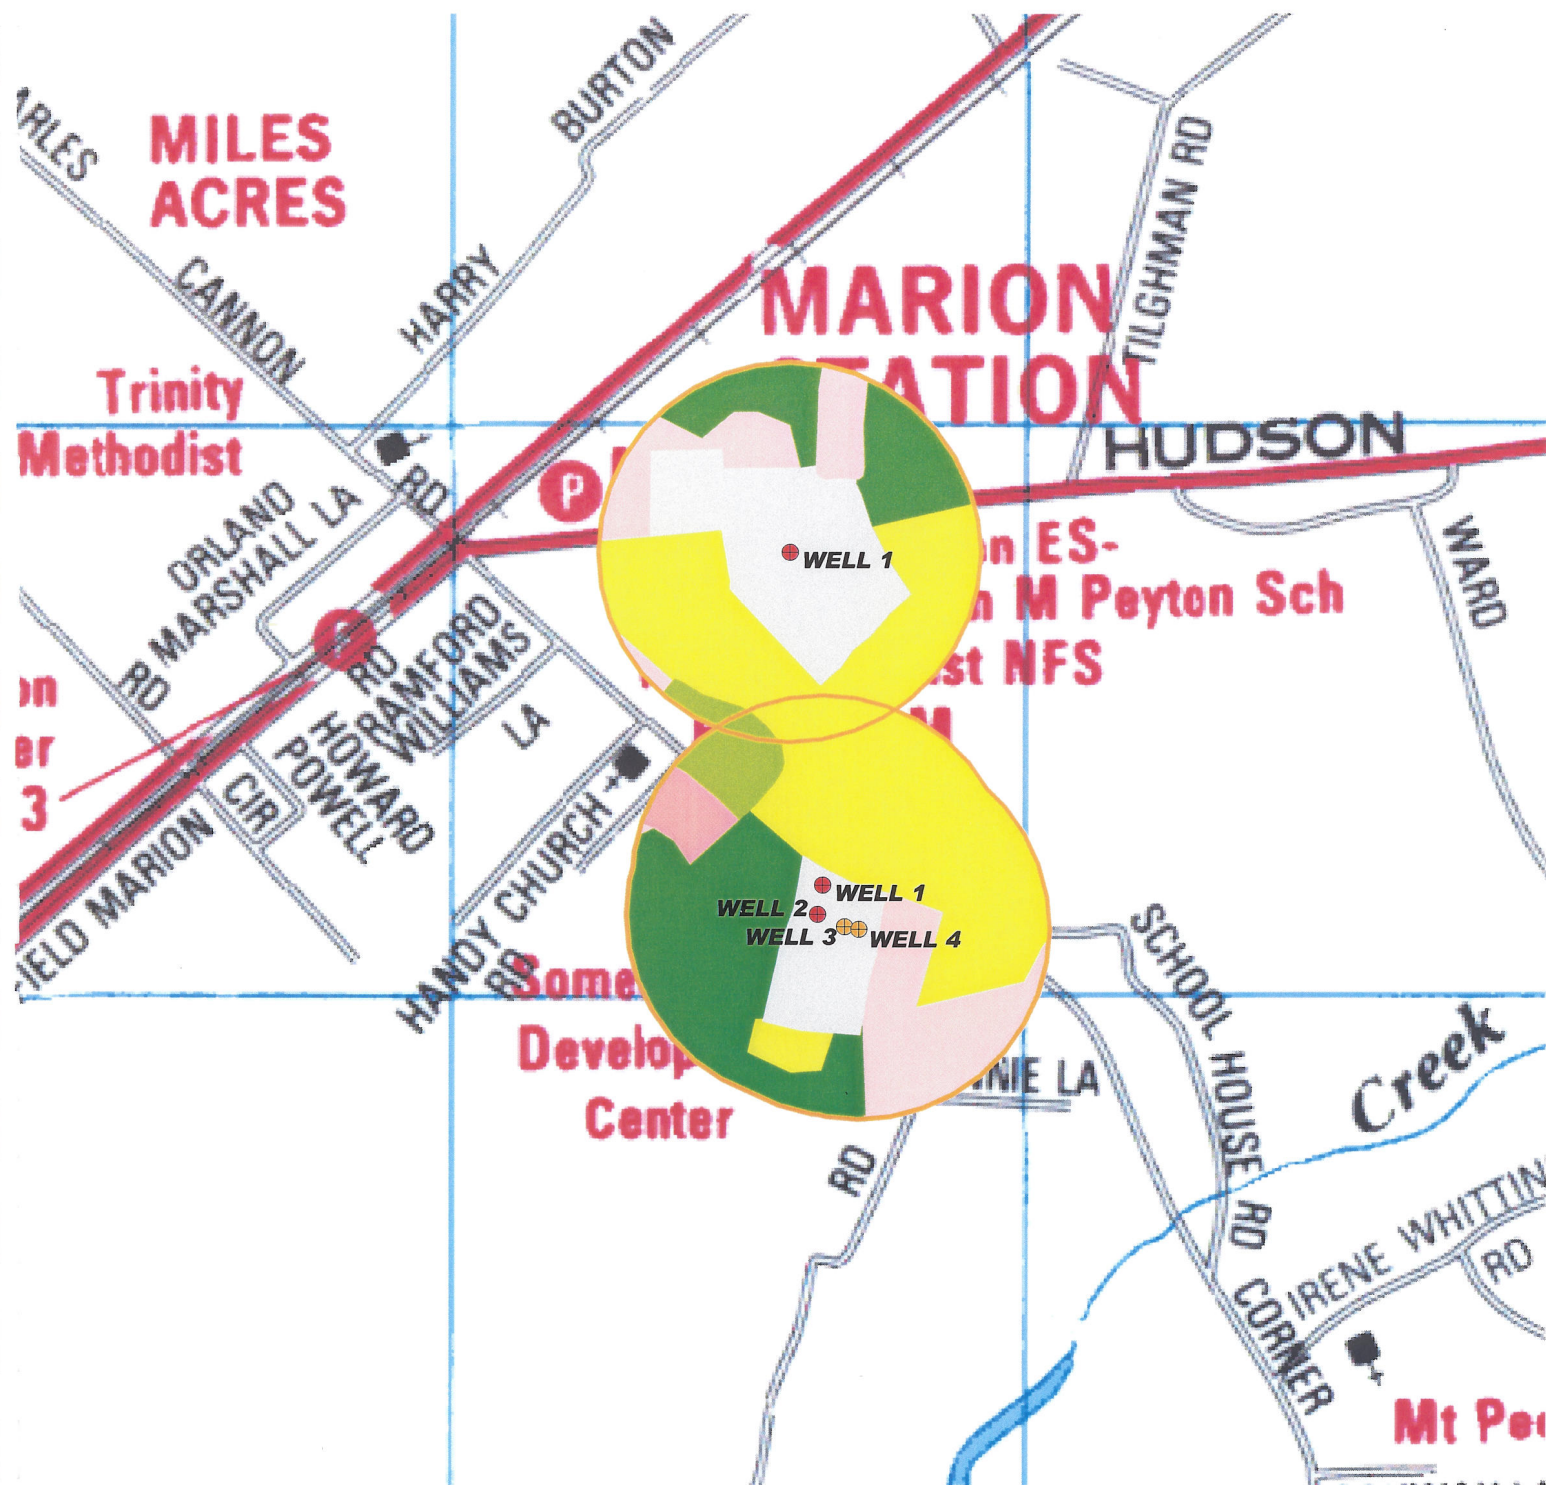 BURTON
ARLES
MILES
ACRES
TILGHMAN RD
CANNON
HARRY
MARION
STATION
Trinity
Methodist
HUDSON
RD
P
ORLAND
MARSHALL LA
WELL 1
n ES-
n M Peyton Sch
st NFS
WARD
RD
P
RD
BAMFORD
WILLIAMS
LA
on
er
3
M
HOWARD
POWELL
CIR
FIELD MARION
HANDY CHURCH
RD
WELL 1
WELL 2
WELL 3
WELL 4
SCHOOL HOUSE RD
Some
Develop
Center
NNIE LA
Creek
RD
IRENE WHITTIN
RD
CORNER
Mt Pe